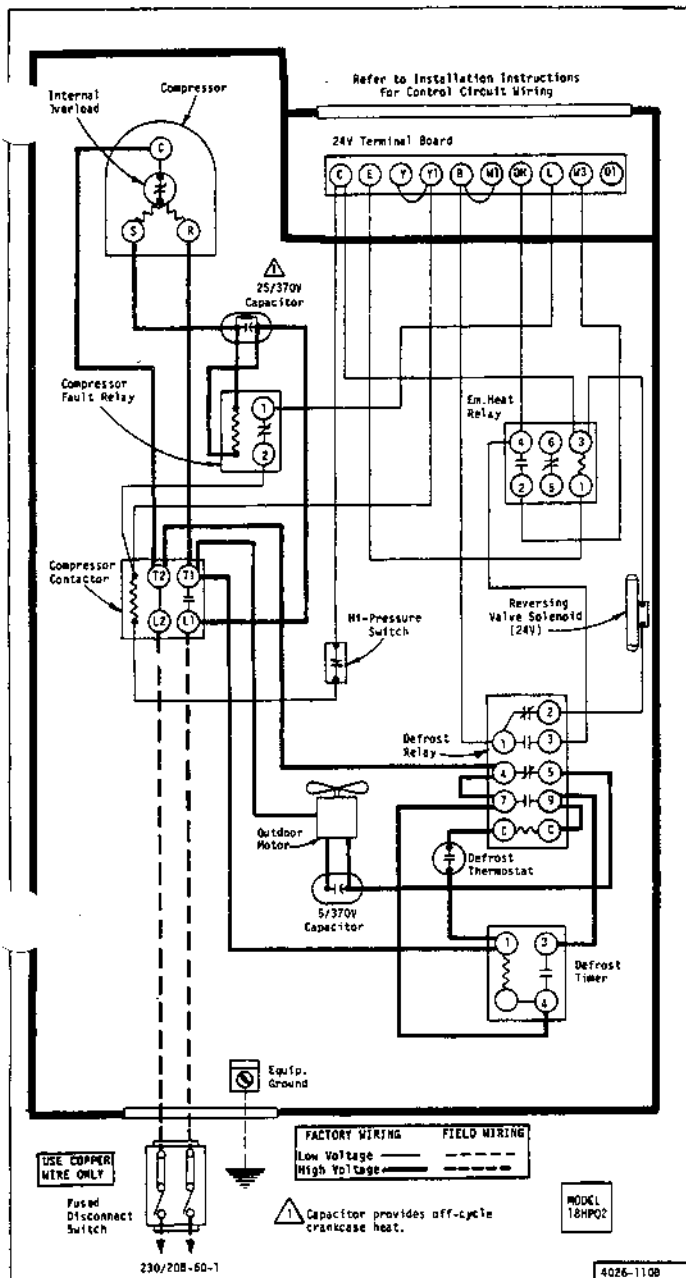 Refer to Installation Instructions
for Control Circuit Wiring
Compressor
Internal
Overload
24V Terminal Board
C E Y Y1 B W1 L W3
C
S R
1
25/370V
Capacitor
Compressor
Fault Relay
1
2
Em.Heat
Relay
4 6 3
2 5 1
Compressor
Contactor
T2 T1
L2 L1
Hi-Pressure
Switch
Reversing
Valve Solenoid
(24V)
Defrost
Relay
2
1 3
4 5
7 9
C C
Outdoor
Motor
Defrost
Thermostat
5/370V
Capacitor
1 3
4
Defrost
Timer
Equip.
Ground
FACTORY WIRING FIELD WIRING
Low Voltage
High Voltage
USE COPPER
WIRE ONLY
Fused
Disconnect
Switch
1 Capacitor provides off-cycle
crankcase heat.
MODEL
18HPQ2
230/208-60-1
4026-1108